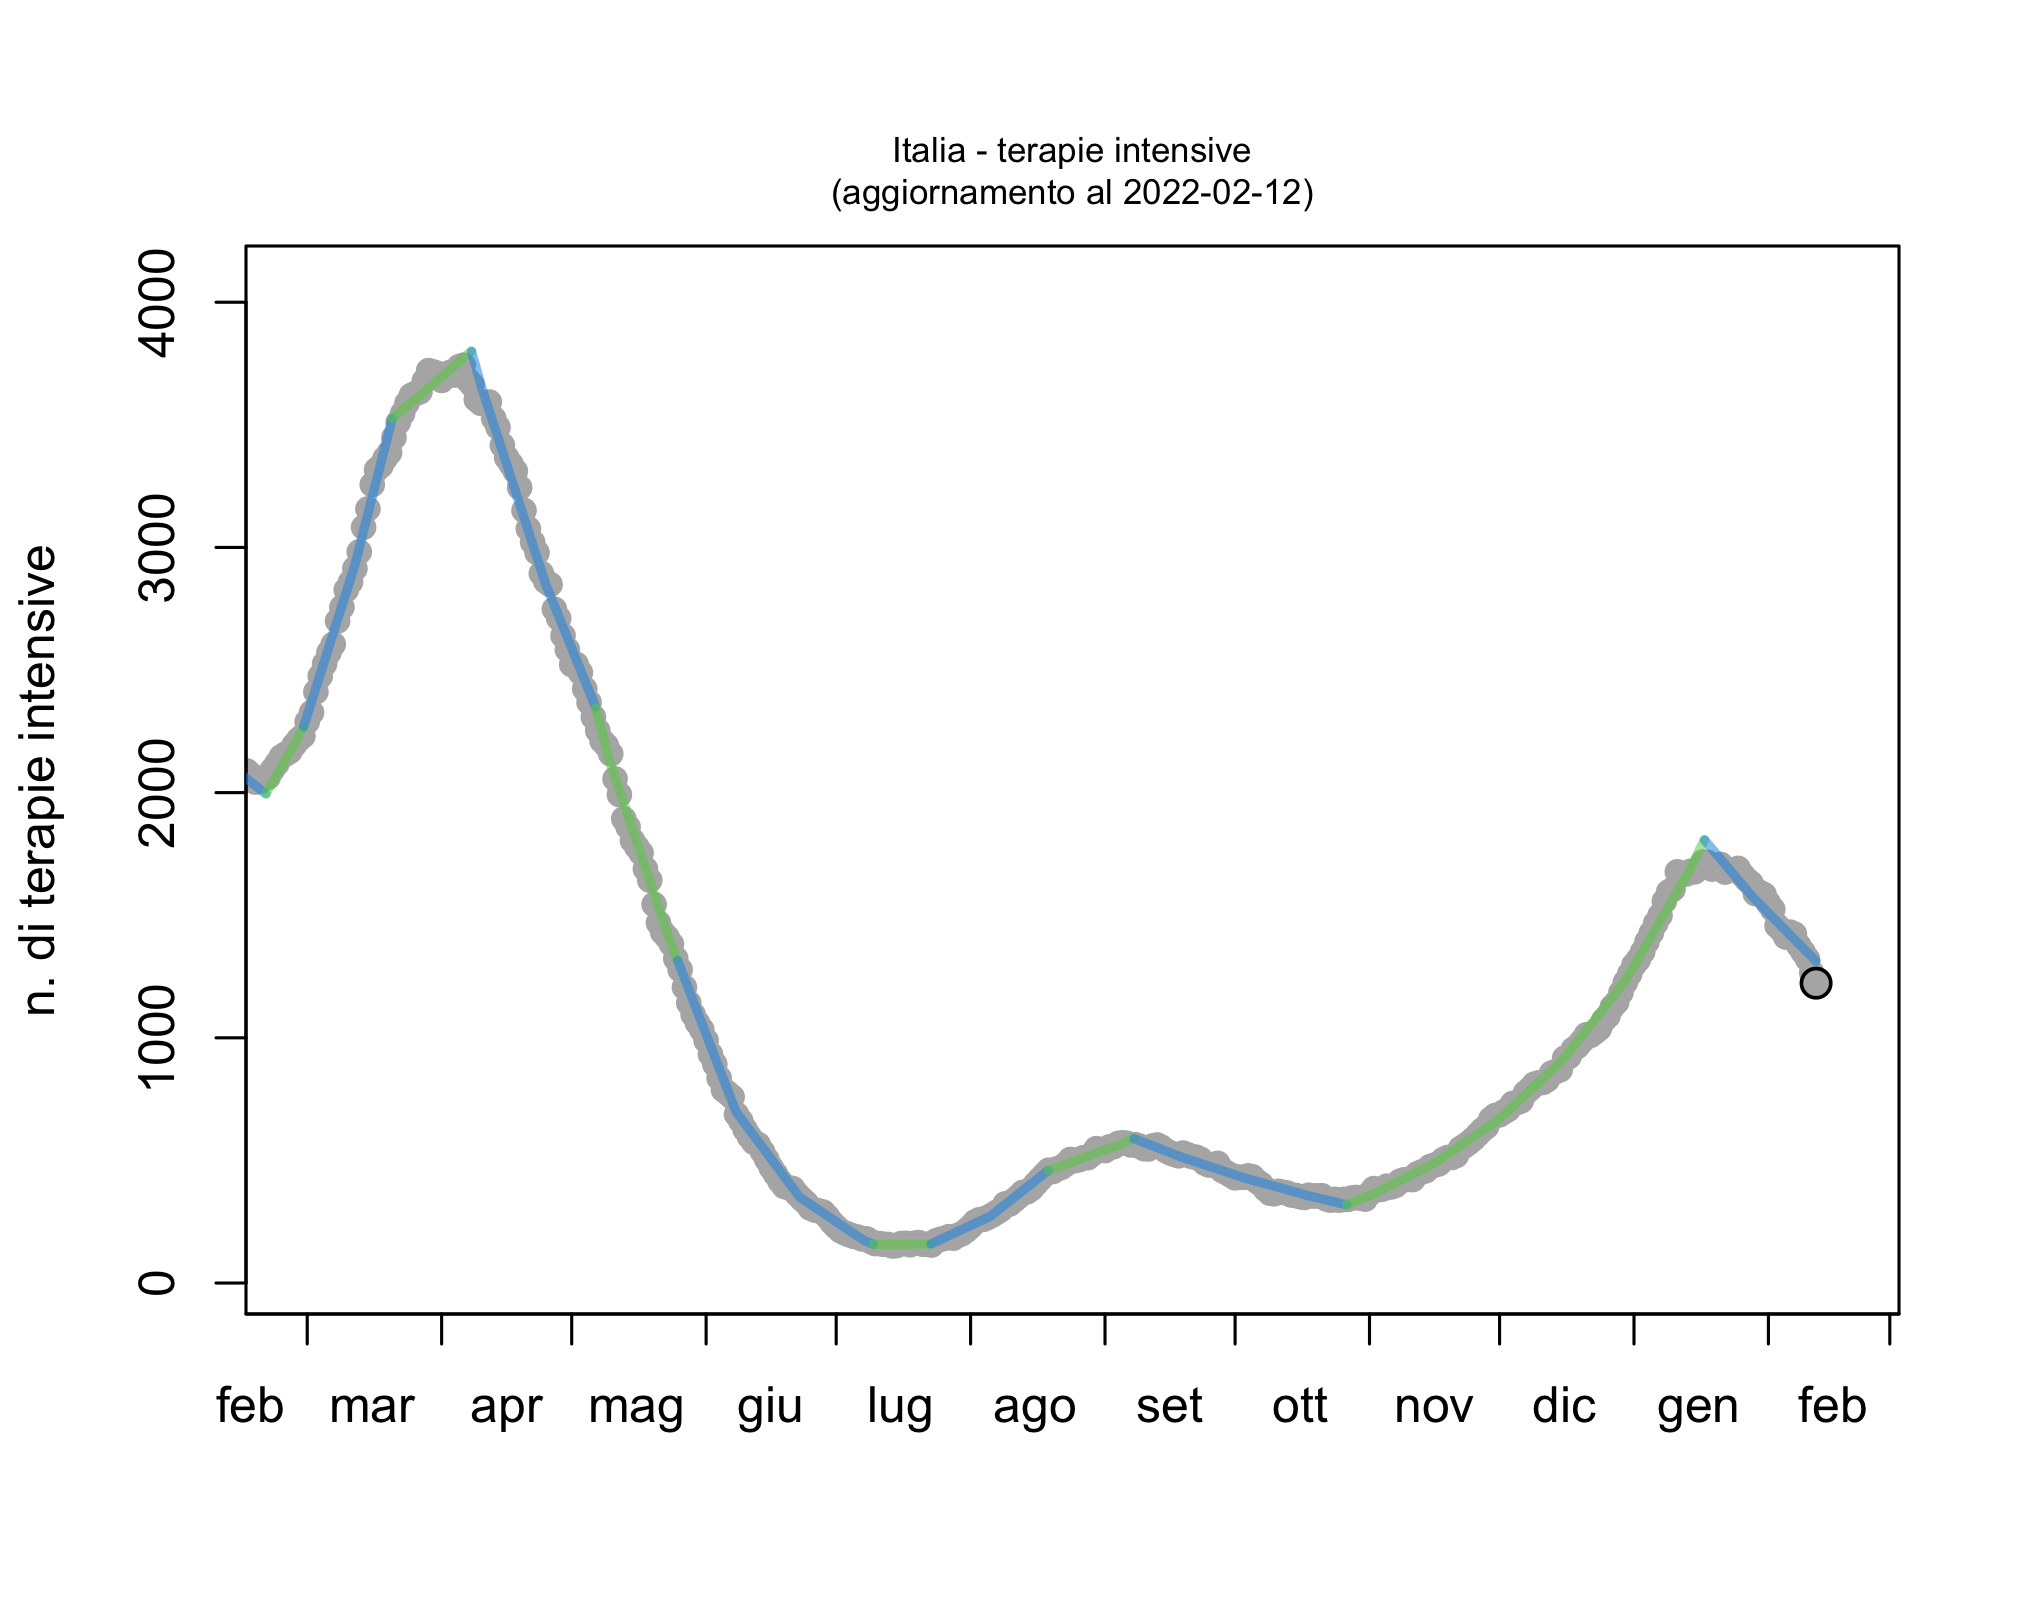 Italia - terapie intensive
(aggiornamento al 2022-02-12)
n. di terapie intensive
4000
3000
2000
1000
0
feb mar apr mag giu lug ago set ott nov dic gen feb